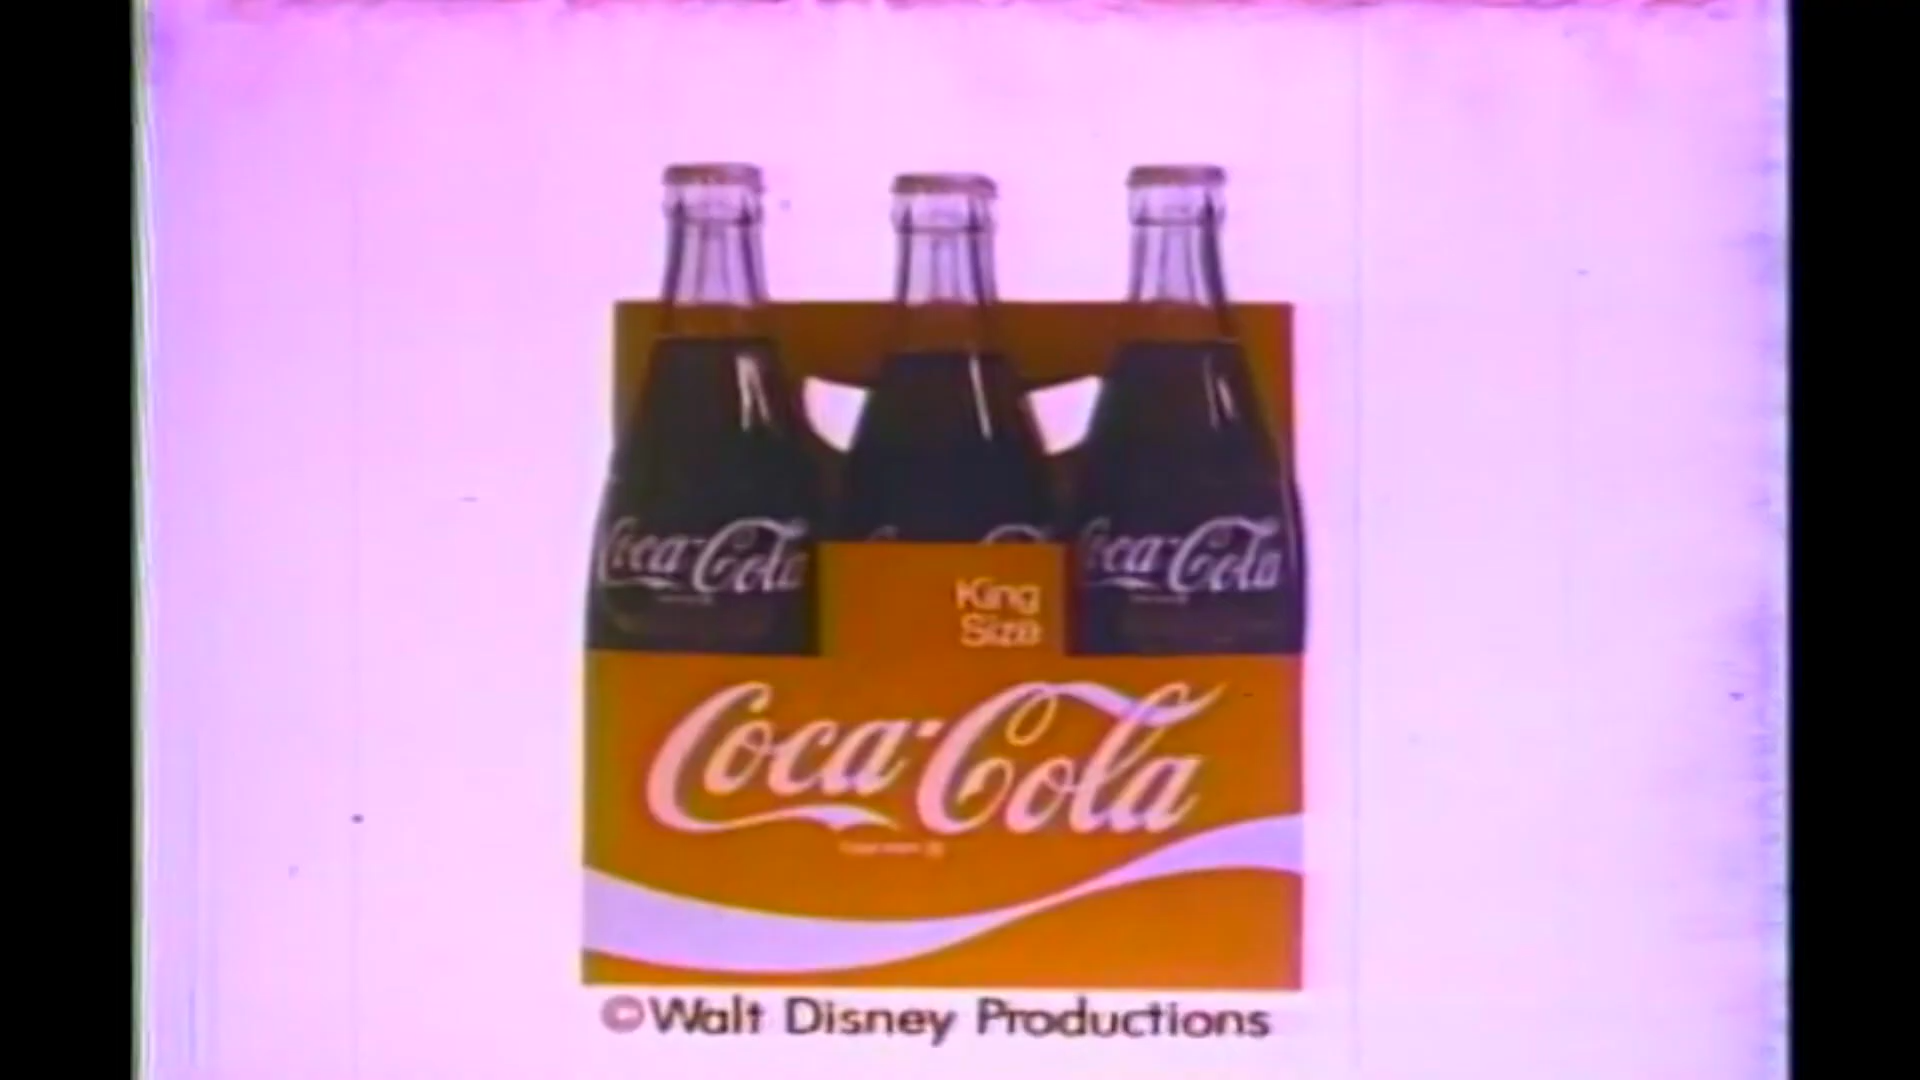 Coca-Cola
Coca-Cola
King
Size
Coca-Cola
©Walt Disney Productions